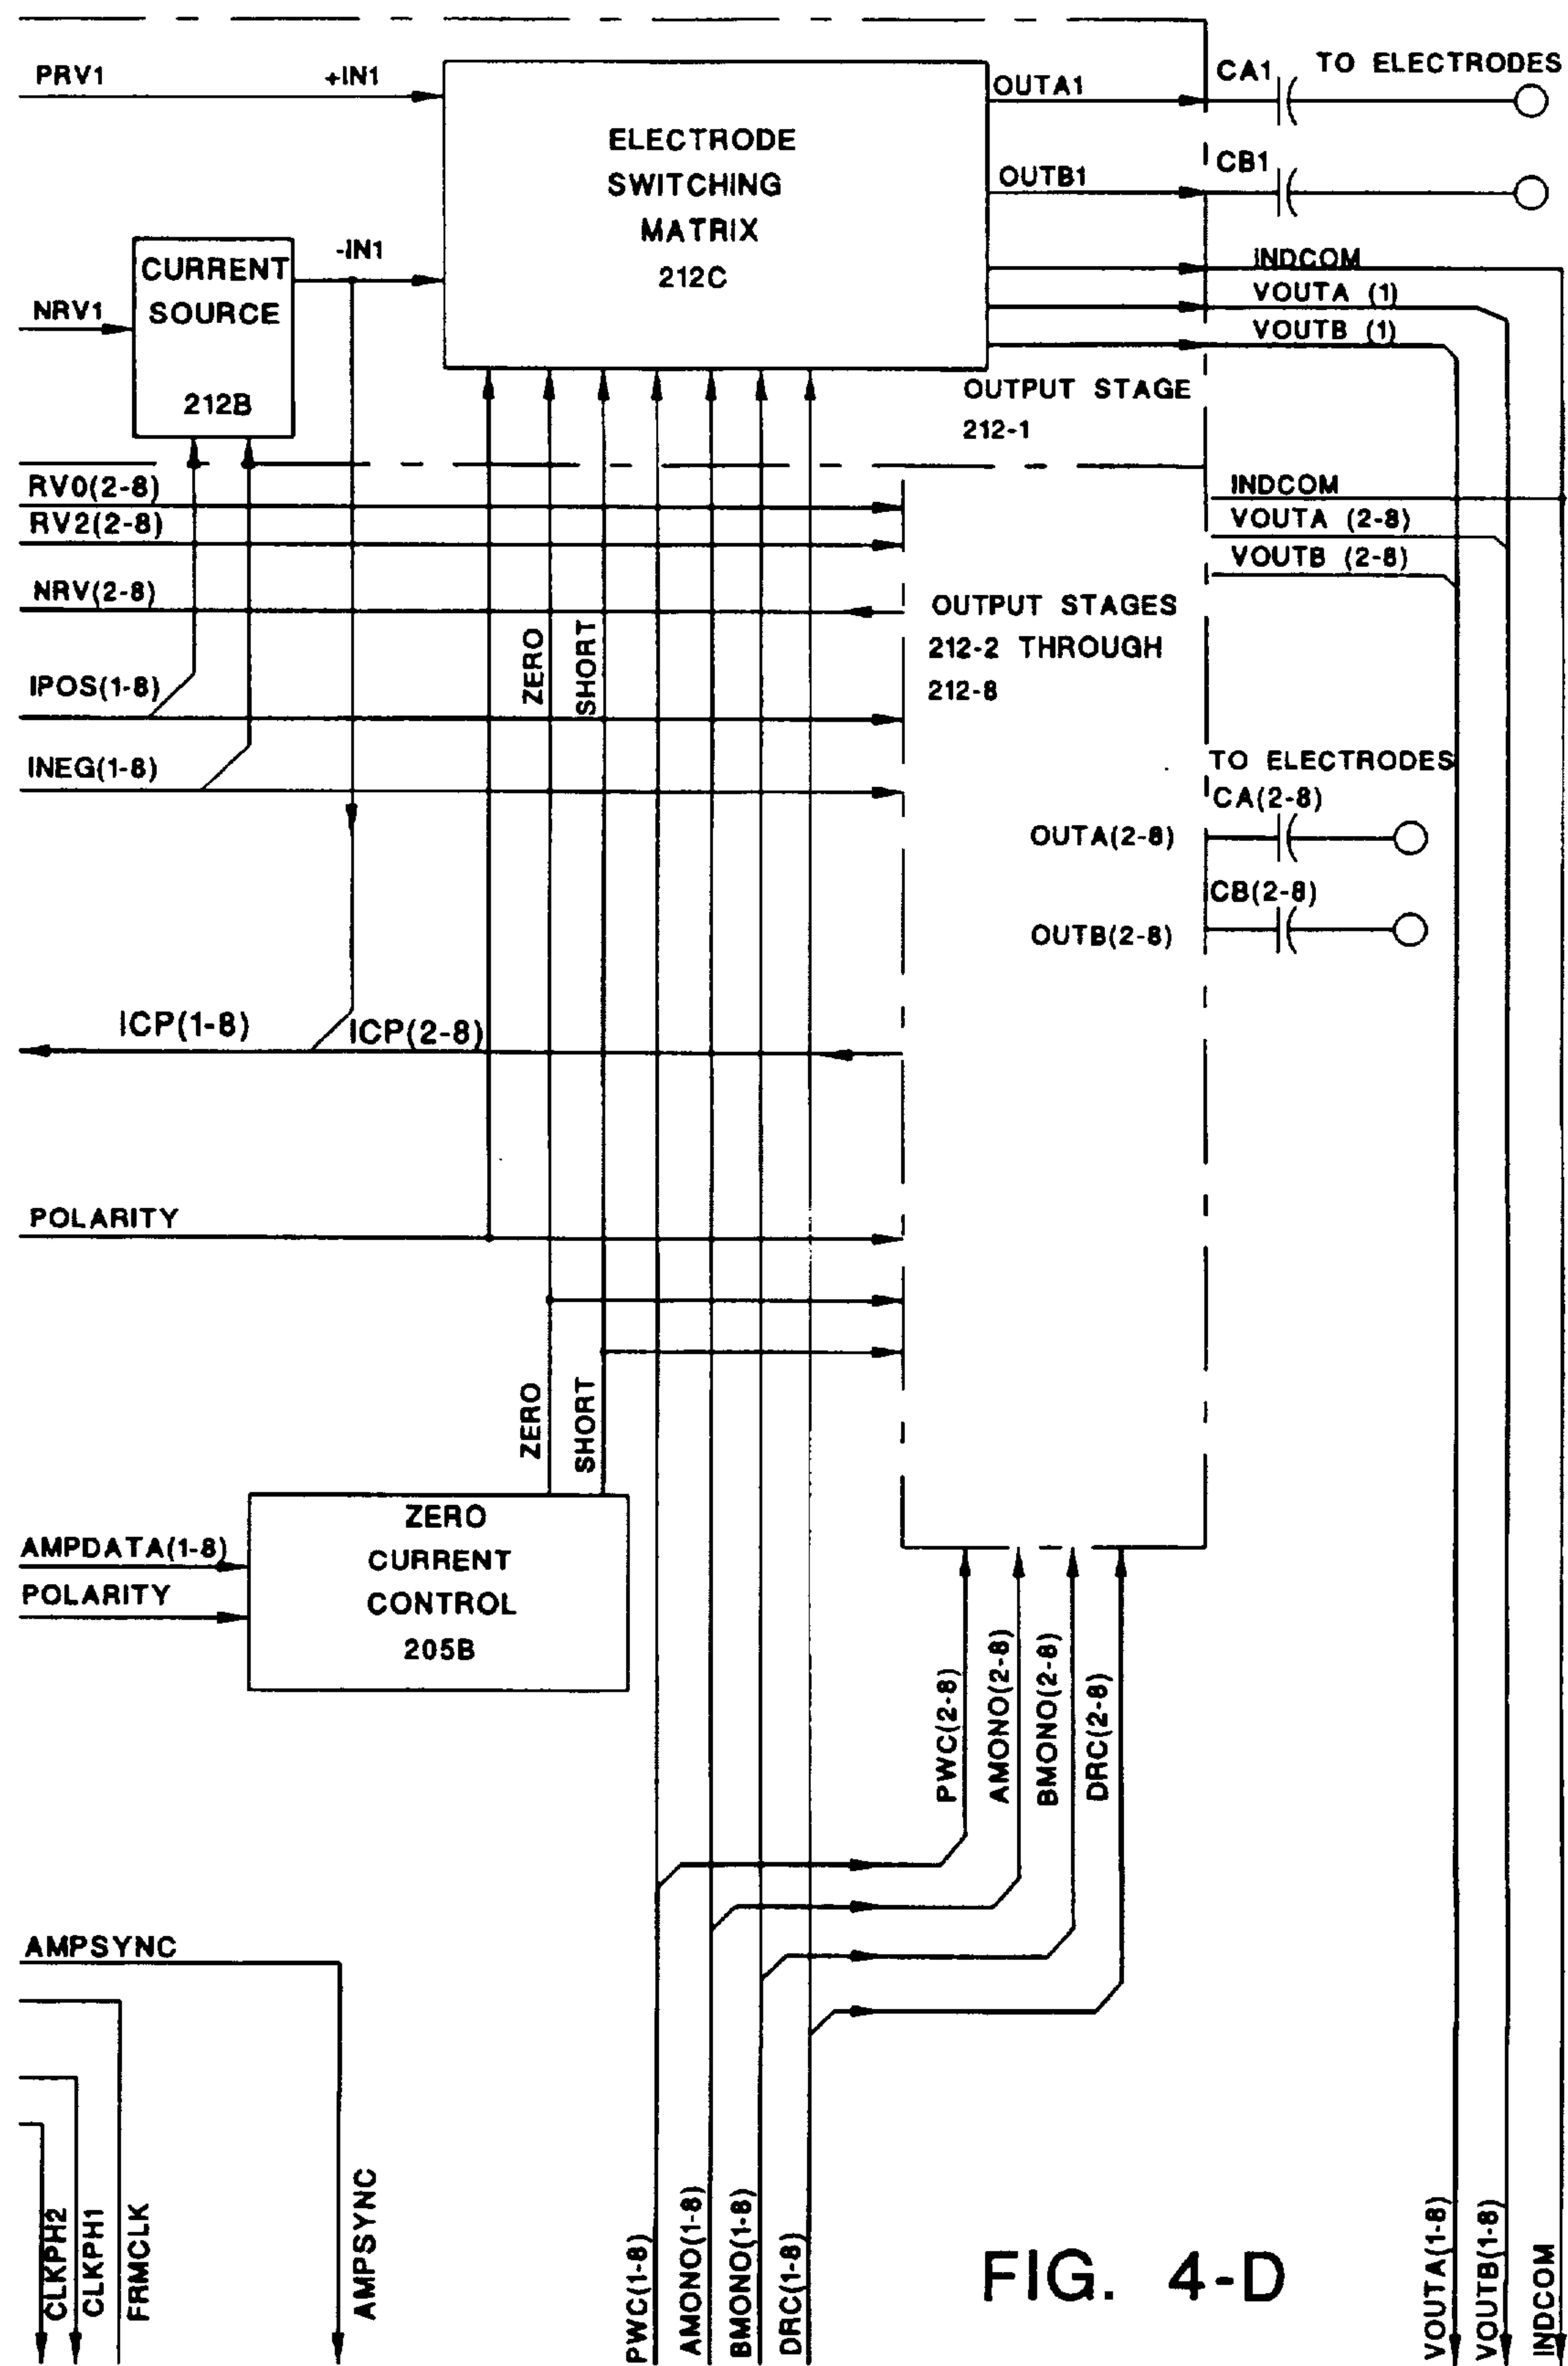 PRV1
+IN1
ELECTRODE
SWITCHING
MATRIX
212C
OUTA1
CA1
TO ELECTRODES
OUTB1
CB1
CURRENT
SOURCE
212B
-IN1
NRV1
INDCOM
VOUTA (1)
VOUTB (1)
OUTPUT STAGE
212-1
RV0(2-8)
RV2(2-8)
NRV(2-8)
IPOS(1-8)
INEG(1-8)
ZERO
SHORT
OUTPUT STAGES
212-2 THROUGH
212-8
INDCOM
VOUTA (2-8)
VOUTB (2-8)
TO ELECTRODES
CA(2-8)
OUTA(2-8)
CB(2-8)
OUTB(2-8)
ICP(1-8)
ICP(2-8)
POLARITY
ZERO
SHORT
AMPDATA(1-8)
POLARITY
ZERO
CURRENT
CONTROL
205B
PWC(2-8)
AMONO(2-8)
BMONO(2-8)
DRC(2-8)
AMPSYNC
CLKPH2
CLKPH1
FRMCLK
AMPSYNC
PWC(1-8)
AMONO(1-8)
BMONO(1-8)
DRC(1-8)
FIG. 4-D
VOUTA(1-8)
VOUTB(1-8)
INDCOM